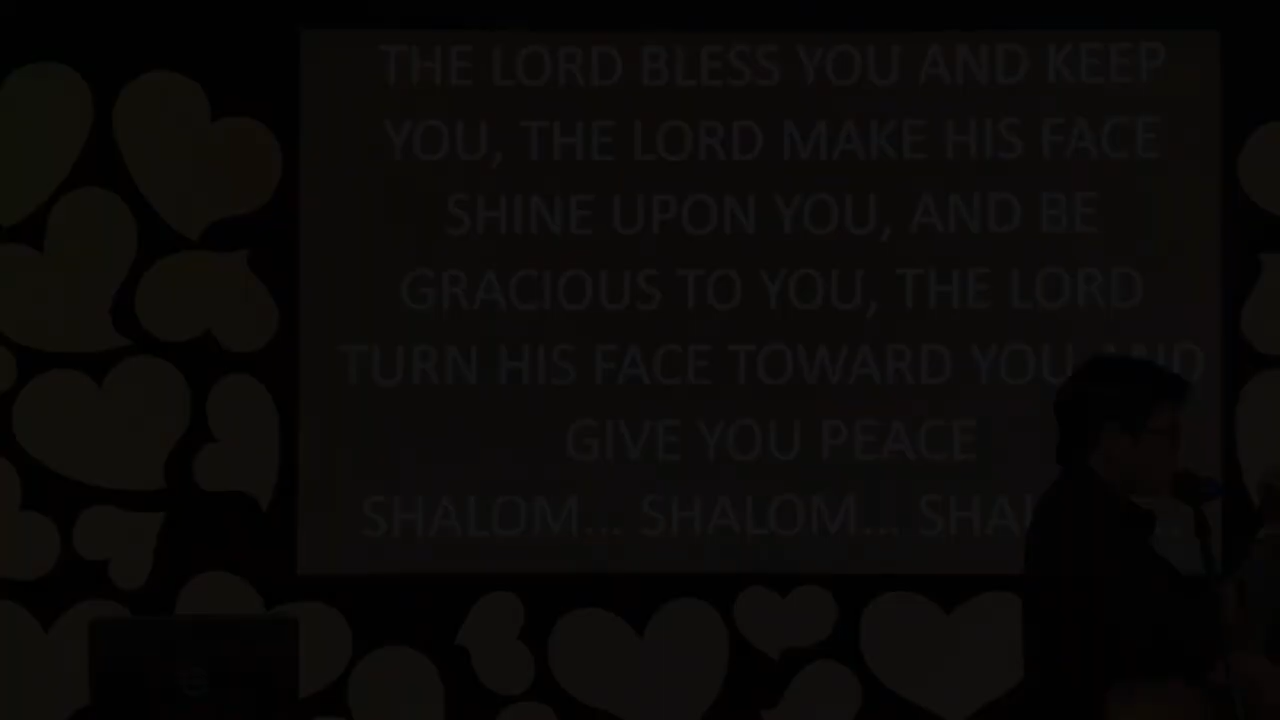 THE LORD BLESS YOU AND KEEP
YOU, THE LORD MAKE HIS FACE
SHINE UPON YOU, AND BE
GRACIOUS TO YOU, THE LORD
TURN HIS FACE TOWARD YOU AND
GIVE YOU PEACE
SHALOM... SHALOM...